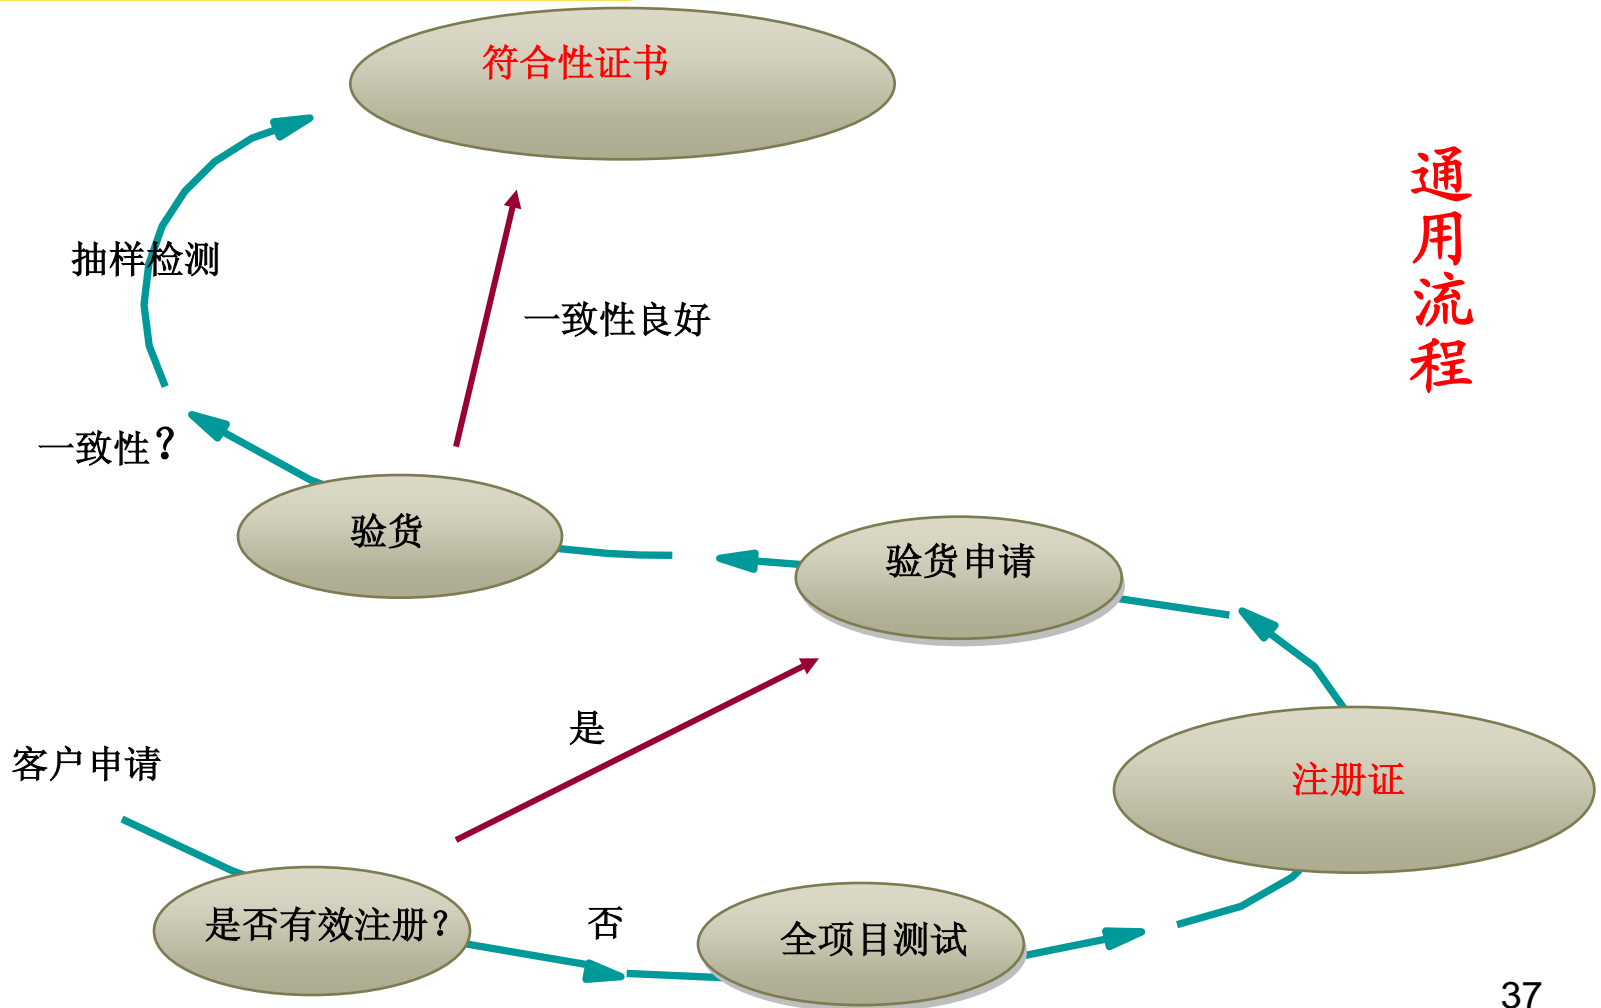 符合性证书
通用流程
抽样检测
一致性良好
一致性？
验货
验货申请
是
客户申请
注册证
是否有效注册？
否
全项目测试
37